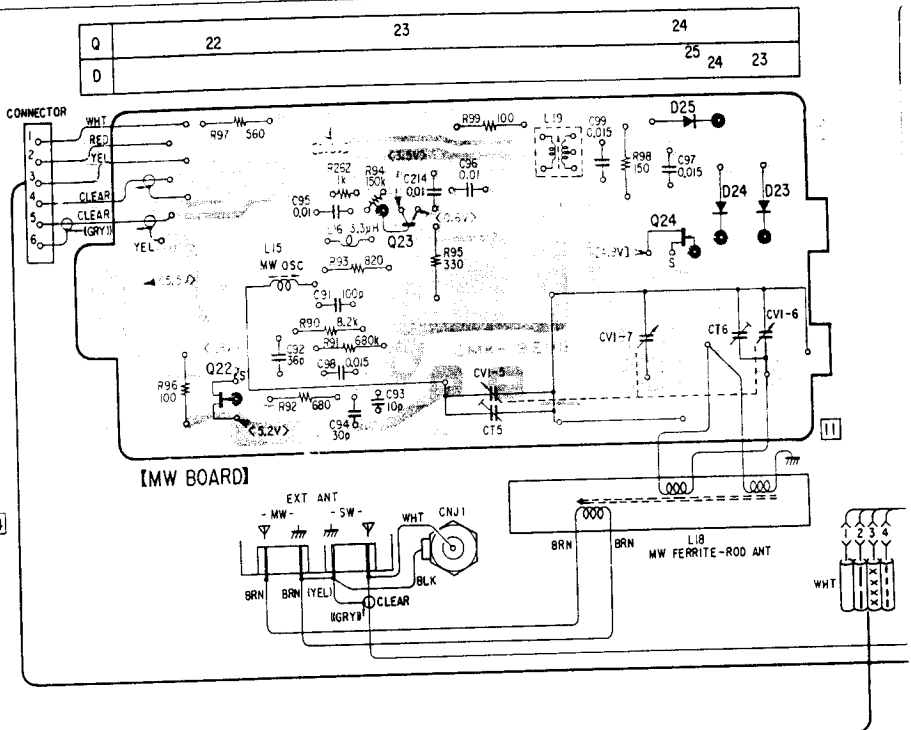 Q 22 23 24
D 25 24 23
CONNECTOR
1 WHT
2 RED
3 YEL
4 CLEAR
5 CLEAR
6 (GRY)
YEL
R97 560
R99 100
L19
C99 0.015
D25
R98 150
C97 0.015
D24
D23
R262 1k
R94 150k
C214 0.01
C96 0.01
C95 0.01
3.3μH
Q23
<0.6V>
Q24
S
L15
MW OSC
R93 820
R95 330
C91 100p
R90 8.2k
R91 680k
C92 36p
C98 0.015
CV1-7
CT6
CV1-6
R96 100
Q22
S
<5.2V>
R92 680
C93 10p
C94 30p
CV1-5
CT5
11
【MW BOARD】
EXT ANT
-MW- -SW-
WHT
CNJ1
BLK
BRN BRN (YEL)
CLEAR
((GRY))
BRN BRN
L18
MW FERRITE-ROD ANT
1 2 3 4
WHT